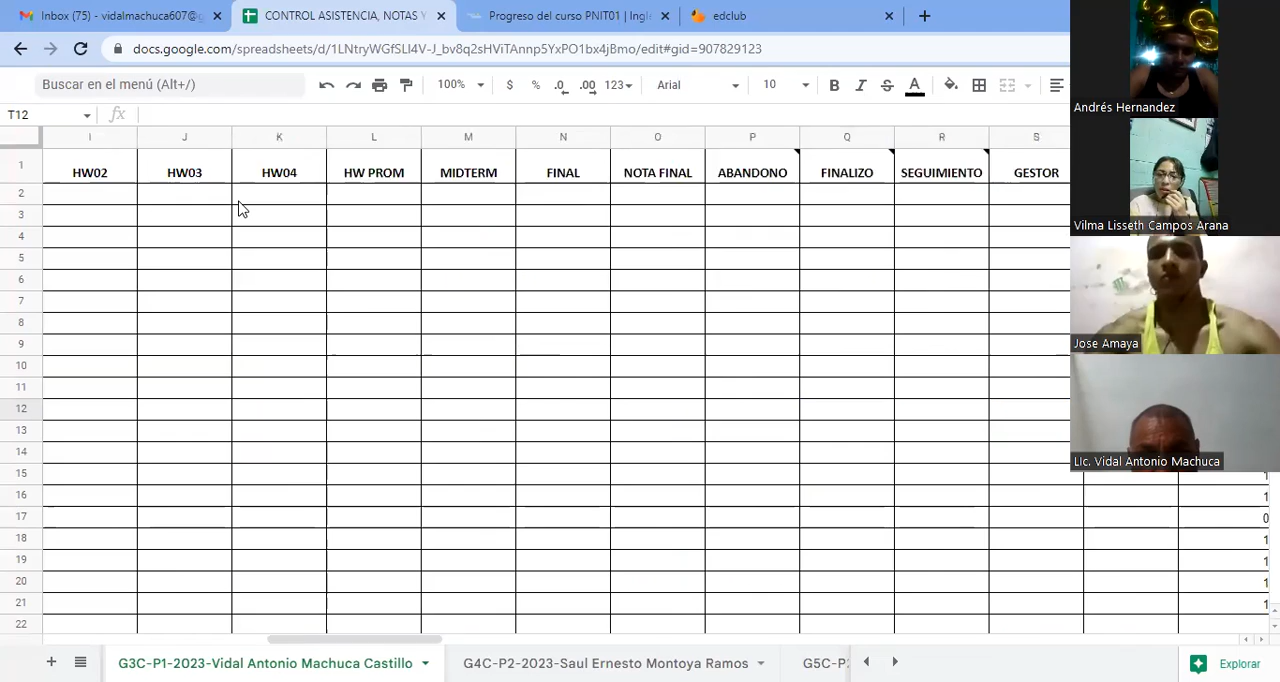 Inbox (75) - vidalmachuca607@g
CONTROL ASISTENCIA, NOTAS Y
Progreso del curso PNIT01 | Ingl
edclub
docs.google.com/spreadsheets/d/1LNtryWGfSLI4V-J_bv8q2sHViTAnnp5YxPO1bx4jBmo/edit#gid=907829123
Buscar en el menú (Alt+/)
100%
$ % .0 .00 123
Arial
10
B I S A
T12
fx
I J K L M N O P Q R S
1 HW02 HW03 HW04 HW PROM MIDTERM FINAL NOTA FINAL ABANDONO FINALIZO SEGUIMIENTO GESTOR
2
3
4
5
6
7
8
9
10
11
12
13
14
15 1
16 1
17 0
18 1
19 1
20 1
21 1
22
Andrés Hernandez
Vilma Lisseth Campos Arana
Jose Amaya
LIc. Vidal Antonio Machuca
G3C-P1-2023-Vidal Antonio Machuca Castillo
G4C-P2-2023-Saul Ernesto Montoya Ramos
G5C-P2
Explorar